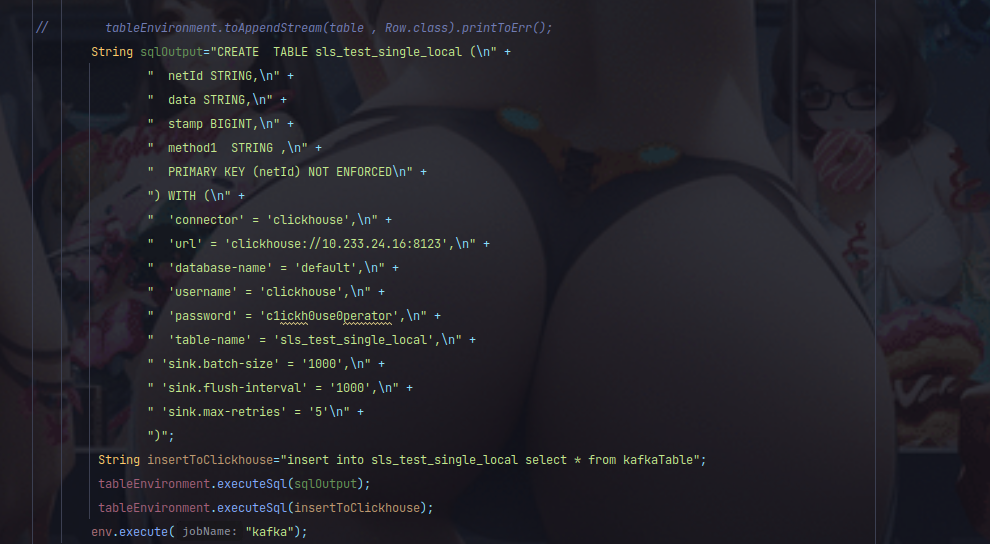 //        tableEnvironment.toAppendStream(table , Row.class).printToErr();
String sqlOutput="CREATE  TABLE sls_test_single_local (\n" +
"  netId STRING,\n" +
"  data STRING,\n" +
"  stamp BIGINT,\n" +
"  method1  STRING ,\n" +
"  PRIMARY KEY (netId) NOT ENFORCED\n" +
") WITH (\n" +
"  'connector' = 'clickhouse',\n" +
"  'url' = 'clickhouse://10.233.24.16:8123',\n" +
"  'database-name' = 'default',\n" +
"  'username' = 'clickhouse',\n" +
"  'password' = 'c1ickh0use0perator',\n" +
"  'table-name' = 'sls_test_single_local',\n" +
" 'sink.batch-size' = '1000',\n" +
" 'sink.flush-interval' = '1000',\n" +
" 'sink.max-retries' = '5'\n" +
")";
String insertToClickhouse="insert into sls_test_single_local select * from kafkaTable";
tableEnvironment.executeSql(sqlOutput);
tableEnvironment.executeSql(insertToClickhouse);
env.execute( jobName: "kafka");